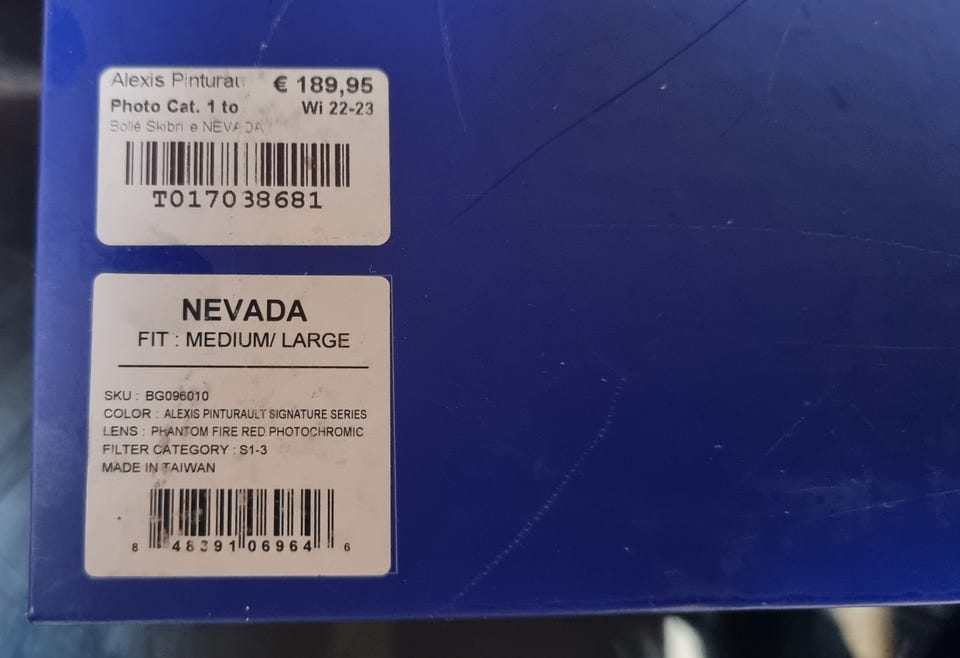 Alexis Pinturau € 189,95
Photo Cat. 1 to Wi 22-23
Bollé Skibri e NEVADA
T017038681
NEVADA
FIT : MEDIUM/ LARGE
SKU : BG096010
COLOR : ALEXIS PINTURAULT SIGNATURE SERIES
LENS : PHANTOM FIRE RED PHOTOCHROMIC
FILTER CATEGORY : S1-3
MADE IN TAIWAN
8 48391 06964 6